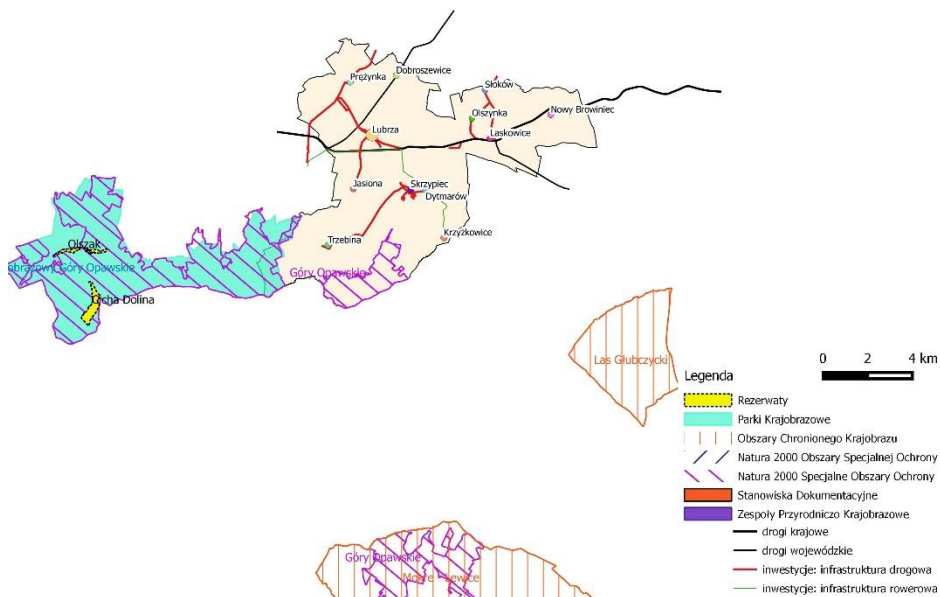 Prężynka
Dobroszewice
Słoków
Olszynka
Nowy Browiniec
Lubrza
Laskowice
Jasiona
Skrzypiec
Dytmarów
Trzebina
Krzyżkowice
Olszak
obrazowy Góry Opawskie
Góry Opawskie
Cicha Dolina
Las Głubczycki
0 2 4 km
Legenda
Rezerwaty
Parki Krajobrazowe
Obszary Chronionego Krajobrazu
Natura 2000 Obszary Specjalnej Ochrony
Natura 2000 Specjalne Obszary Ochrony
Stanowiska Dokumentacyjne
Zespoły Przyrodniczo Krajobrazowe
drogi krajowe
drogi wojewódzkie
inwestycje: infrastruktura drogowa
inwestycje: infrastruktura rowerowa
Góry Opawskie